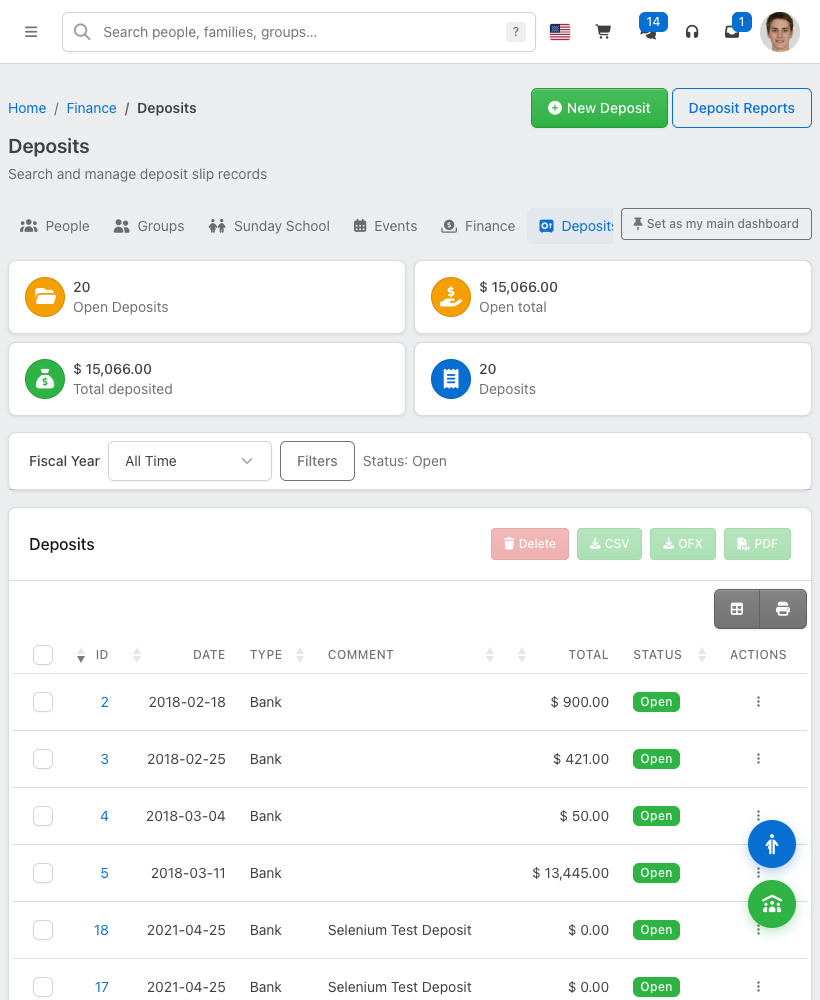 Search people, families, groups...
?
14
1
Home / Finance / Deposits
New Deposit
Deposit Reports
Deposits
Search and manage deposit slip records
People
Groups
Sunday School
Events
Finance
Deposits
Set as my main dashboard
20
Open Deposits
$ 15,066.00
Open total
$ 15,066.00
Total deposited
20
Deposits
Fiscal Year
All Time
Filters
Status: Open
Deposits
Delete
CSV
OFX
PDF
ID DATE TYPE COMMENT TOTAL STATUS ACTIONS
2 2018-02-18 Bank $ 900.00 Open
3 2018-02-25 Bank $ 421.00 Open
4 2018-03-04 Bank $ 50.00 Open
5 2018-03-11 Bank $ 13,445.00 Open
18 2021-04-25 Bank Selenium Test Deposit $ 0.00 Open
17 2021-04-25 Bank Selenium Test Deposit $ 0.00 Open